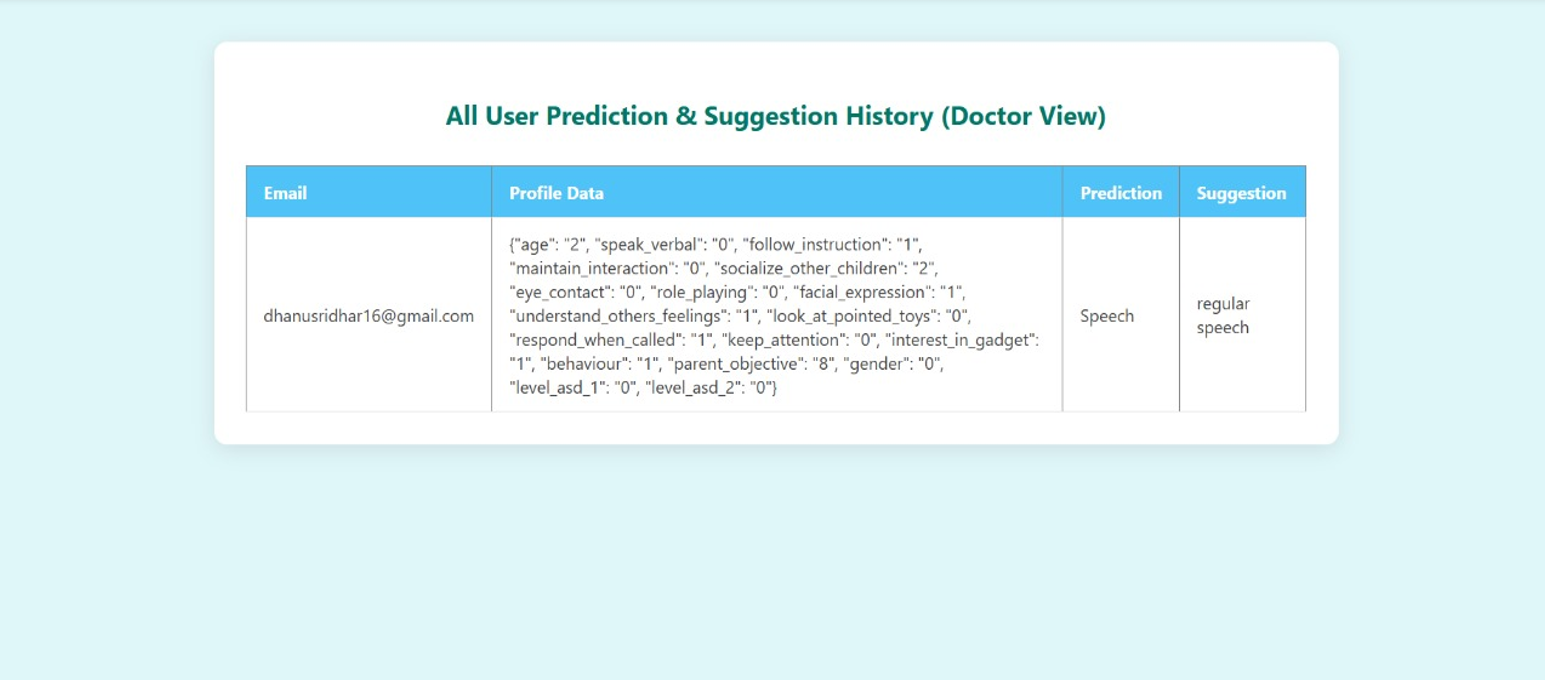 All User Prediction & Suggestion History (Doctor View)
Email Profile Data Prediction Suggestion
dhanusridhar16@gmail.com
{"age": "2", "speak_verbal": "0", "follow_instruction": "1",
"maintain_interaction": "0", "socialize_other_children": "2",
"eye_contact": "0", "role_playing": "0", "facial_expression": "1",
"understand_others_feelings": "1", "look_at_pointed_toys": "0",
"respond_when_called": "1", "keep_attention": "0", "interest_in_gadget":
"1", "behaviour": "1", "parent_objective": "8", "gender": "0",
"level_asd_1": "0", "level_asd_2": "0"}
Speech
regular
speech